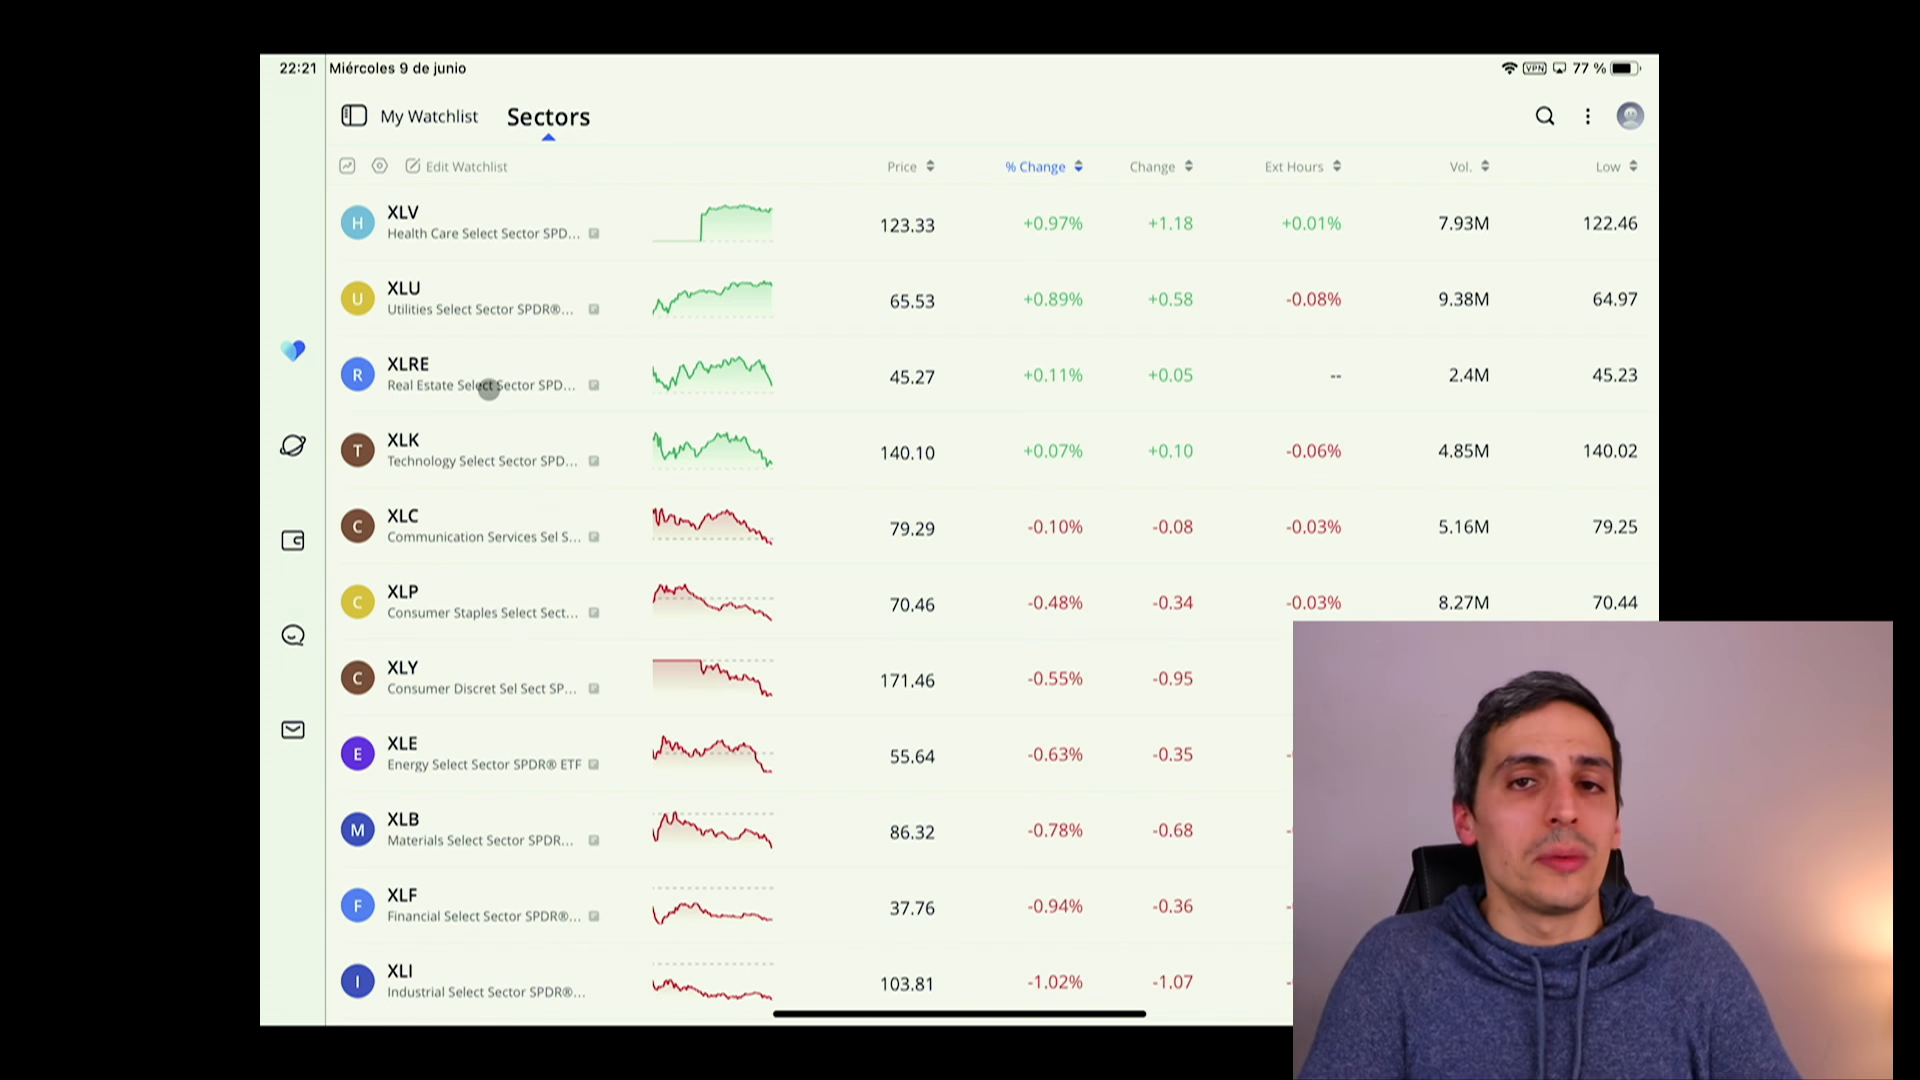 22:21 Miércoles 9 de junio VPN 77 %
My Watchlist Sectors
Edit Watchlist Price % Change Change Ext Hours Vol. Low
H XLV 123.33 +0.97% +1.18 +0.01% 7.93M 122.46
Health Care Select Sector SPD...
U XLU 65.53 +0.89% +0.58 -0.08% 9.38M 64.97
Utilities Select Sector SPDR®...
R XLRE 45.27 +0.11% +0.05 -- 2.4M 45.23
Real Estate Select Sector SPD...
T XLK 140.10 +0.07% +0.10 -0.06% 4.85M 140.02
Technology Select Sector SPD...
C XLC 79.29 -0.10% -0.08 -0.03% 5.16M 79.25
Communication Services Sel S...
C XLP 70.46 -0.48% -0.34 -0.03% 8.27M 70.44
Consumer Staples Select Sect...
C XLY 171.46 -0.55% -0.95
Consumer Discret Sel Sect SP...
E XLE 55.64 -0.63% -0.35 -
Energy Select Sector SPDR® ETF
M XLB 86.32 -0.78% -0.68 -
Materials Select Sector SPDR...
F XLF 37.76 -0.94% -0.36 -
Financial Select Sector SPDR®...
I XLI 103.81 -1.02% -1.07 -
Industrial Select Sector SPDR®...